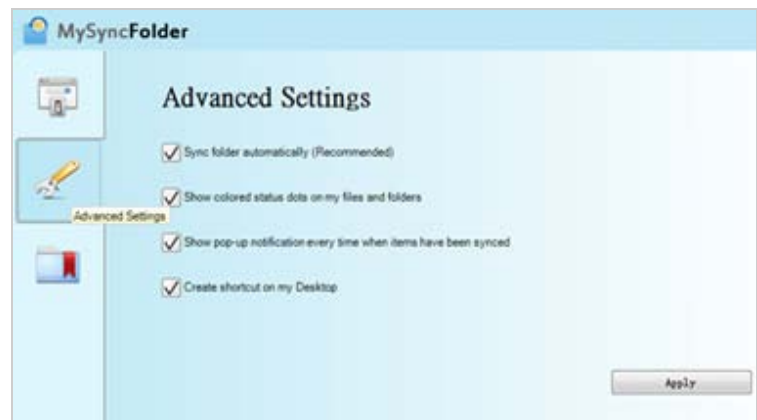 MySyncFolder
Advanced Settings
Sync folder automatically (Recommended)
Show colored status dots on my files and folders
Advanced Settings
Show pop-up notification every time when items have been synced
Create shortcut on my Desktop
Apply